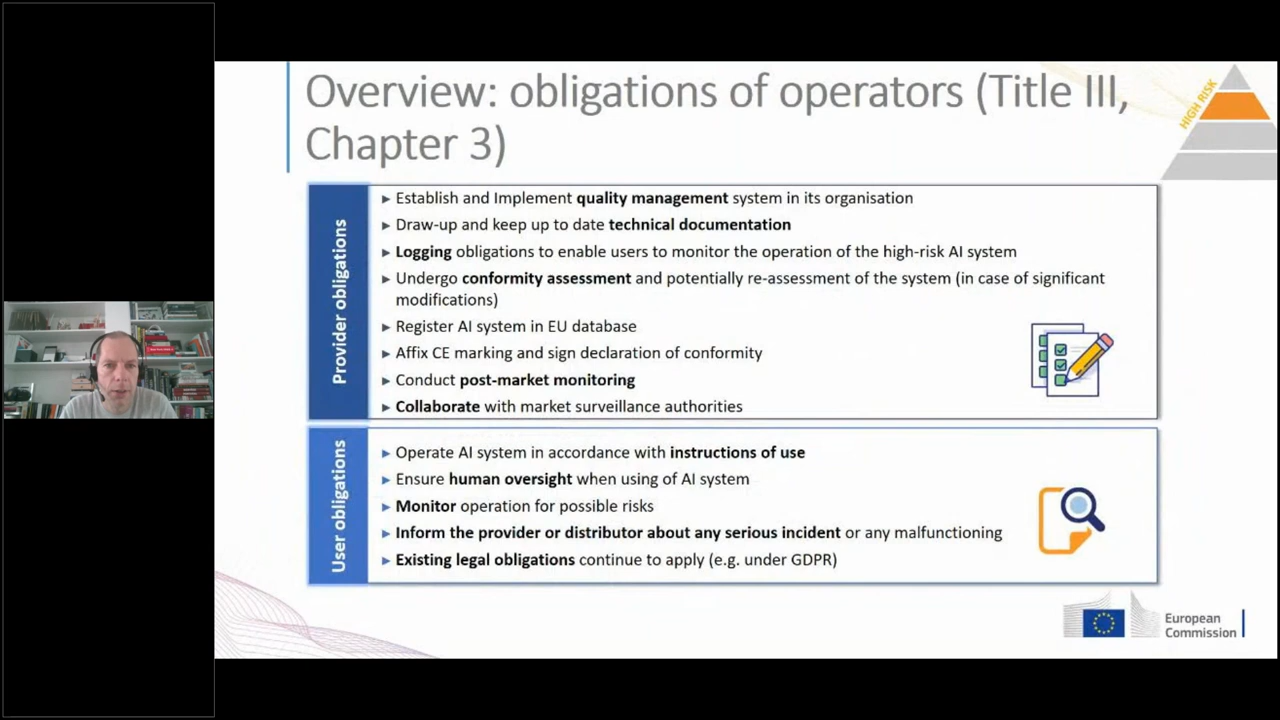 Overview: obligations of operators (Title III,
Chapter 3)
HIGH RISK
Provider obligations
▸ Establish and Implement quality management system in its organisation
▸ Draw-up and keep up to date technical documentation
▸ Logging obligations to enable users to monitor the operation of the high-risk AI system
▸ Undergo conformity assessment and potentially re-assessment of the system (in case of significant
modifications)
▸ Register AI system in EU database
▸ Affix CE marking and sign declaration of conformity
▸ Conduct post-market monitoring
▸ Collaborate with market surveillance authorities
User obligations
▸ Operate AI system in accordance with instructions of use
▸ Ensure human oversight when using of AI system
▸ Monitor operation for possible risks
▸ Inform the provider or distributor about any serious incident or any malfunctioning
▸ Existing legal obligations continue to apply (e.g. under GDPR)
European
Commission